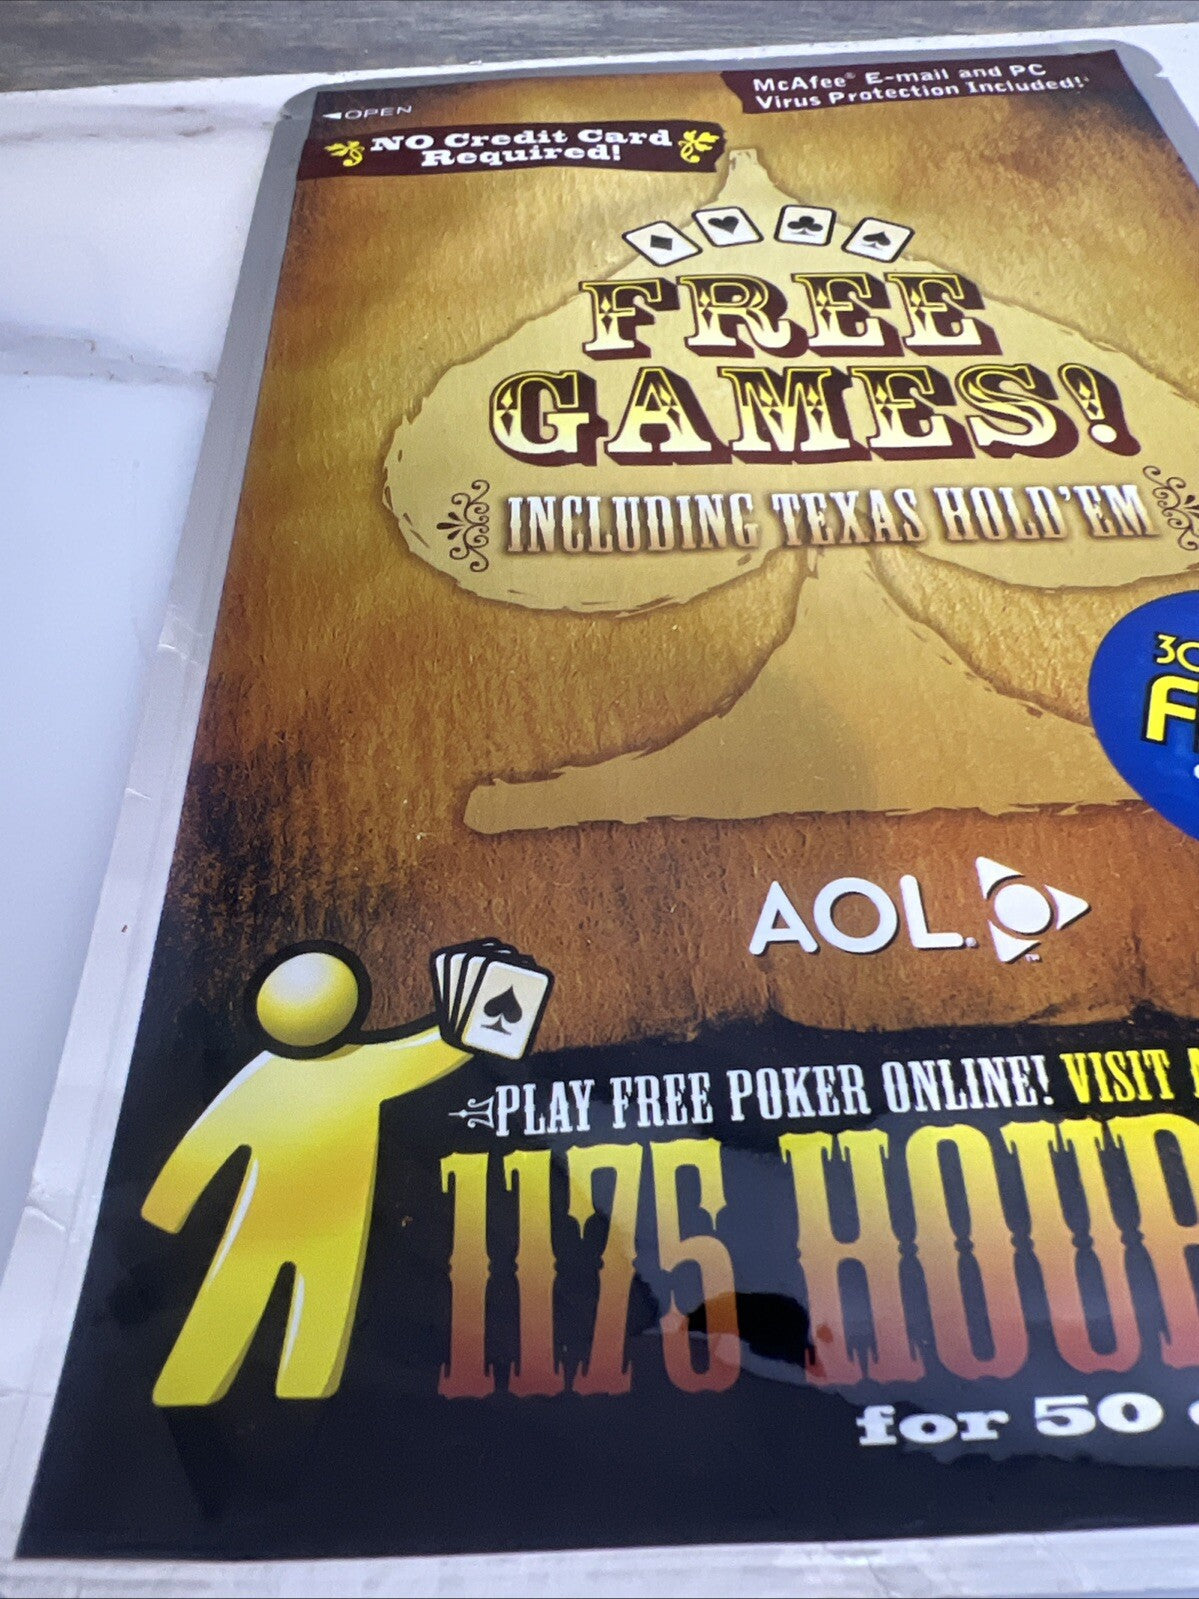 OPEN
McAfee® E-mail and PC
Virus Protection Included!
NO Credit Card
Required!
FREE
GAMES!
INCLUDING TEXAS HOLD'EM
AOL
PLAY FREE POKER ONLINE! VISIT
1175 HOUR
for 50